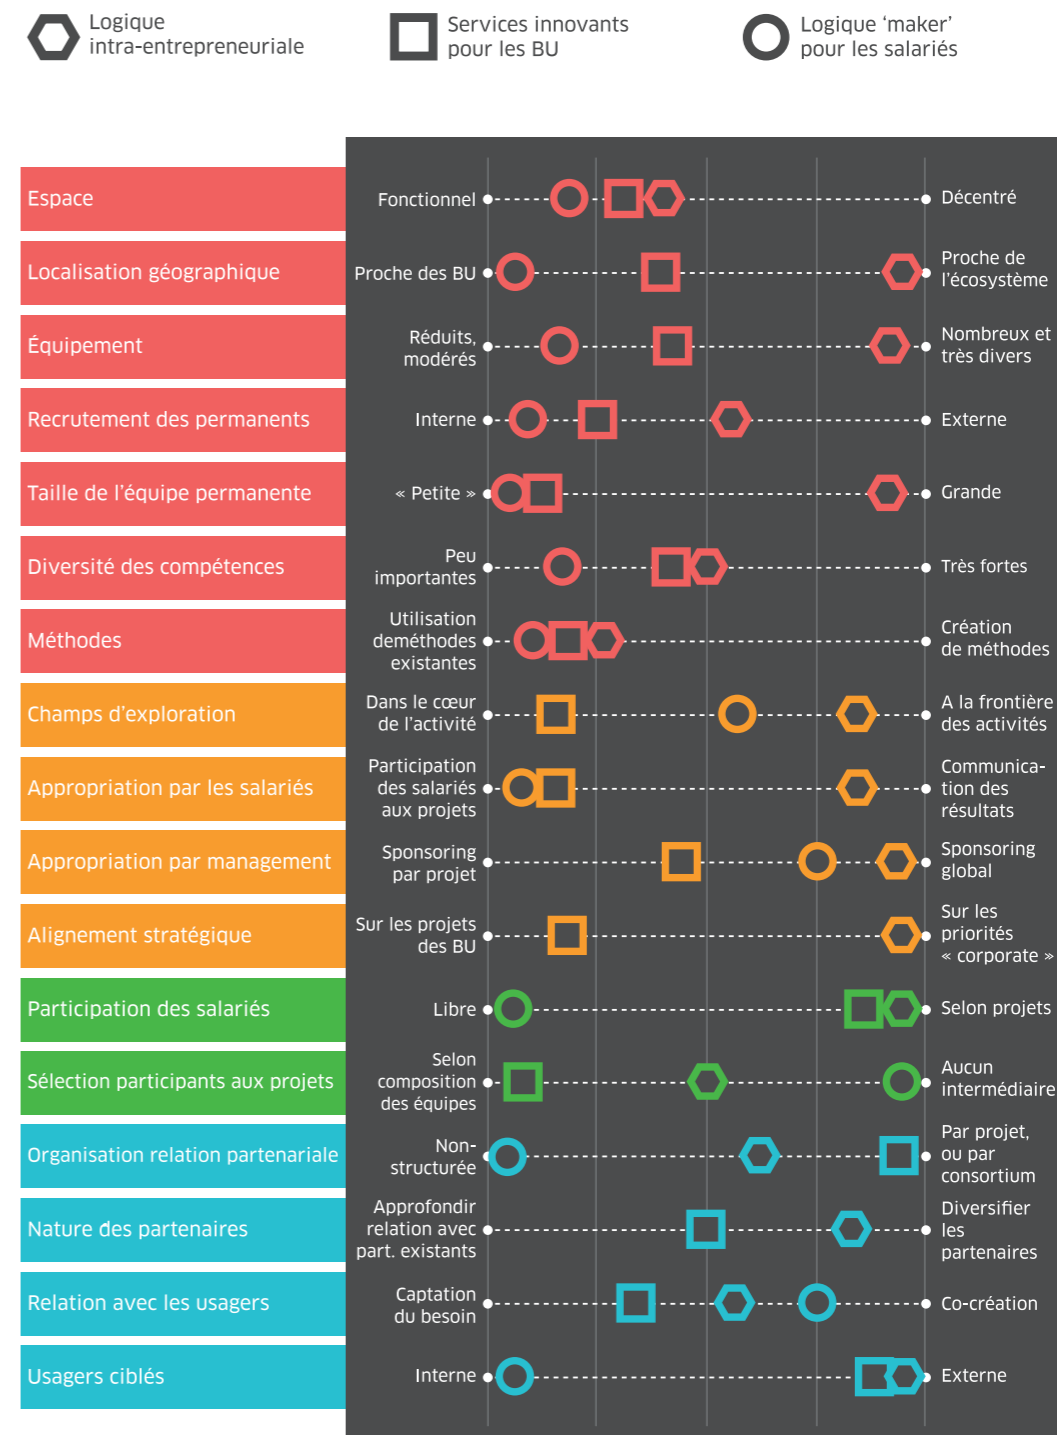 Logique
intra-entrepreneuriale
Services innovants
pour les BU
Logique ‘maker’
pour les salariés
Espace
Fonctionnel
Décentré
Localisation géographique
Proche des BU
Proche de
l’écosystème
Équipement
Réduits,
modérés
Nombreux et
très divers
Recrutement des permanents
Interne
Externe
Taille de l’équipe permanente
« Petite »
Grande
Diversité des compétences
Peu
importantes
Très fortes
Méthodes
Utilisation
deméthodes
existantes
Création
de méthodes
Champs d’exploration
Dans le cœur
de l’activité
A la frontière
des activités
Appropriation par les salariés
Participation
des salariés
aux projets
Communica-
tion des
résultats
Appropriation par management
Sponsoring
par projet
Sponsoring
global
Alignement stratégique
Sur les projets
des BU
Sur les
priorités
« corporate »
Participation des salariés
Libre
Selon projets
Sélection participants aux projets
Selon
composition
des équipes
Aucun
intermédiaire
Organisation relation partenariale
Non-
structurée
Par projet,
ou par
consortium
Nature des partenaires
Approfondir
relation avec
part. existants
Diversifier
les
partenaires
Relation avec les usagers
Captation
du besoin
Co-création
Usagers ciblés
Interne
Externe